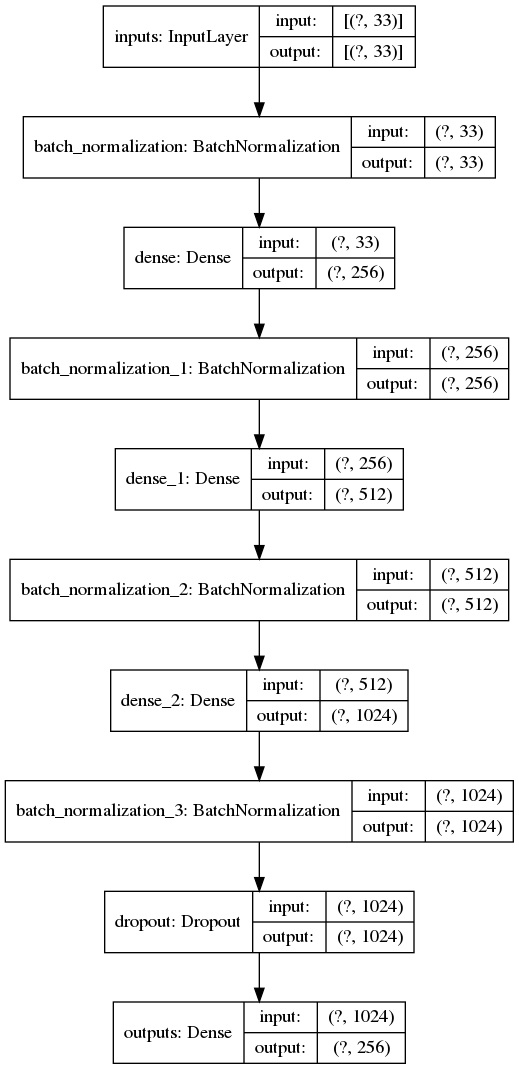 inputs: InputLayer
input: [(?, 33)]
output: [(?, 33)]
batch_normalization: BatchNormalization
input: (?, 33)
output: (?, 33)
dense: Dense
input: (?, 33)
output: (?, 256)
batch_normalization_1: BatchNormalization
input: (?, 256)
output: (?, 256)
dense_1: Dense
input: (?, 256)
output: (?, 512)
batch_normalization_2: BatchNormalization
input: (?, 512)
output: (?, 512)
dense_2: Dense
input: (?, 512)
output: (?, 1024)
batch_normalization_3: BatchNormalization
input: (?, 1024)
output: (?, 1024)
dropout: Dropout
input: (?, 1024)
output: (?, 1024)
outputs: Dense
input: (?, 1024)
output: (?, 256)